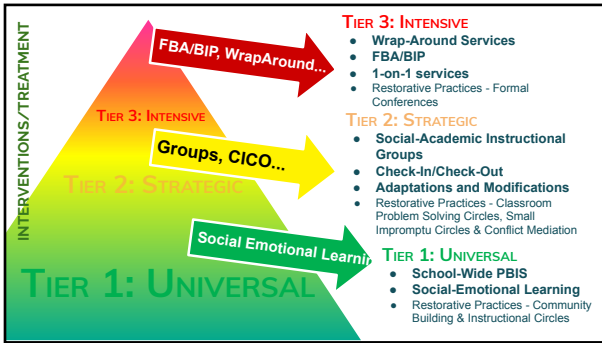 INTERVENTIONS/TREATMENT
FBA/BIP, WrapAround...
TIER 3: INTENSIVE
Groups, CICO...
TIER 2: STRATEGIC
Social Emotional Learnin
TIER 1: UNIVERSAL
TIER 3: INTENSIVE
● Wrap-Around Services
● FBA/BIP
● 1-on-1 services
● Restorative Practices - Formal
Conferences
TIER 2: STRATEGIC
● Social-Academic Instructional
Groups
● Check-In/Check-Out
● Adaptations and Modifications
● Restorative Practices - Classroom
Problem Solving Circles, Small
Impromptu Circles & Conflict Mediation
TIER 1: UNIVERSAL
● School-Wide PBIS
● Social-Emotional Learning
● Restorative Practices - Community
Building & Instructional Circles